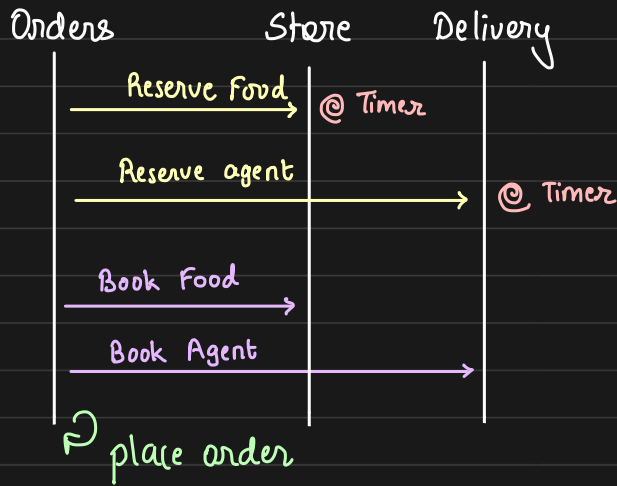 Orders Store Delivery
Reserve Food
@ Timer
Reserve agent
@ Timer
Book Food
Book Agent
place order